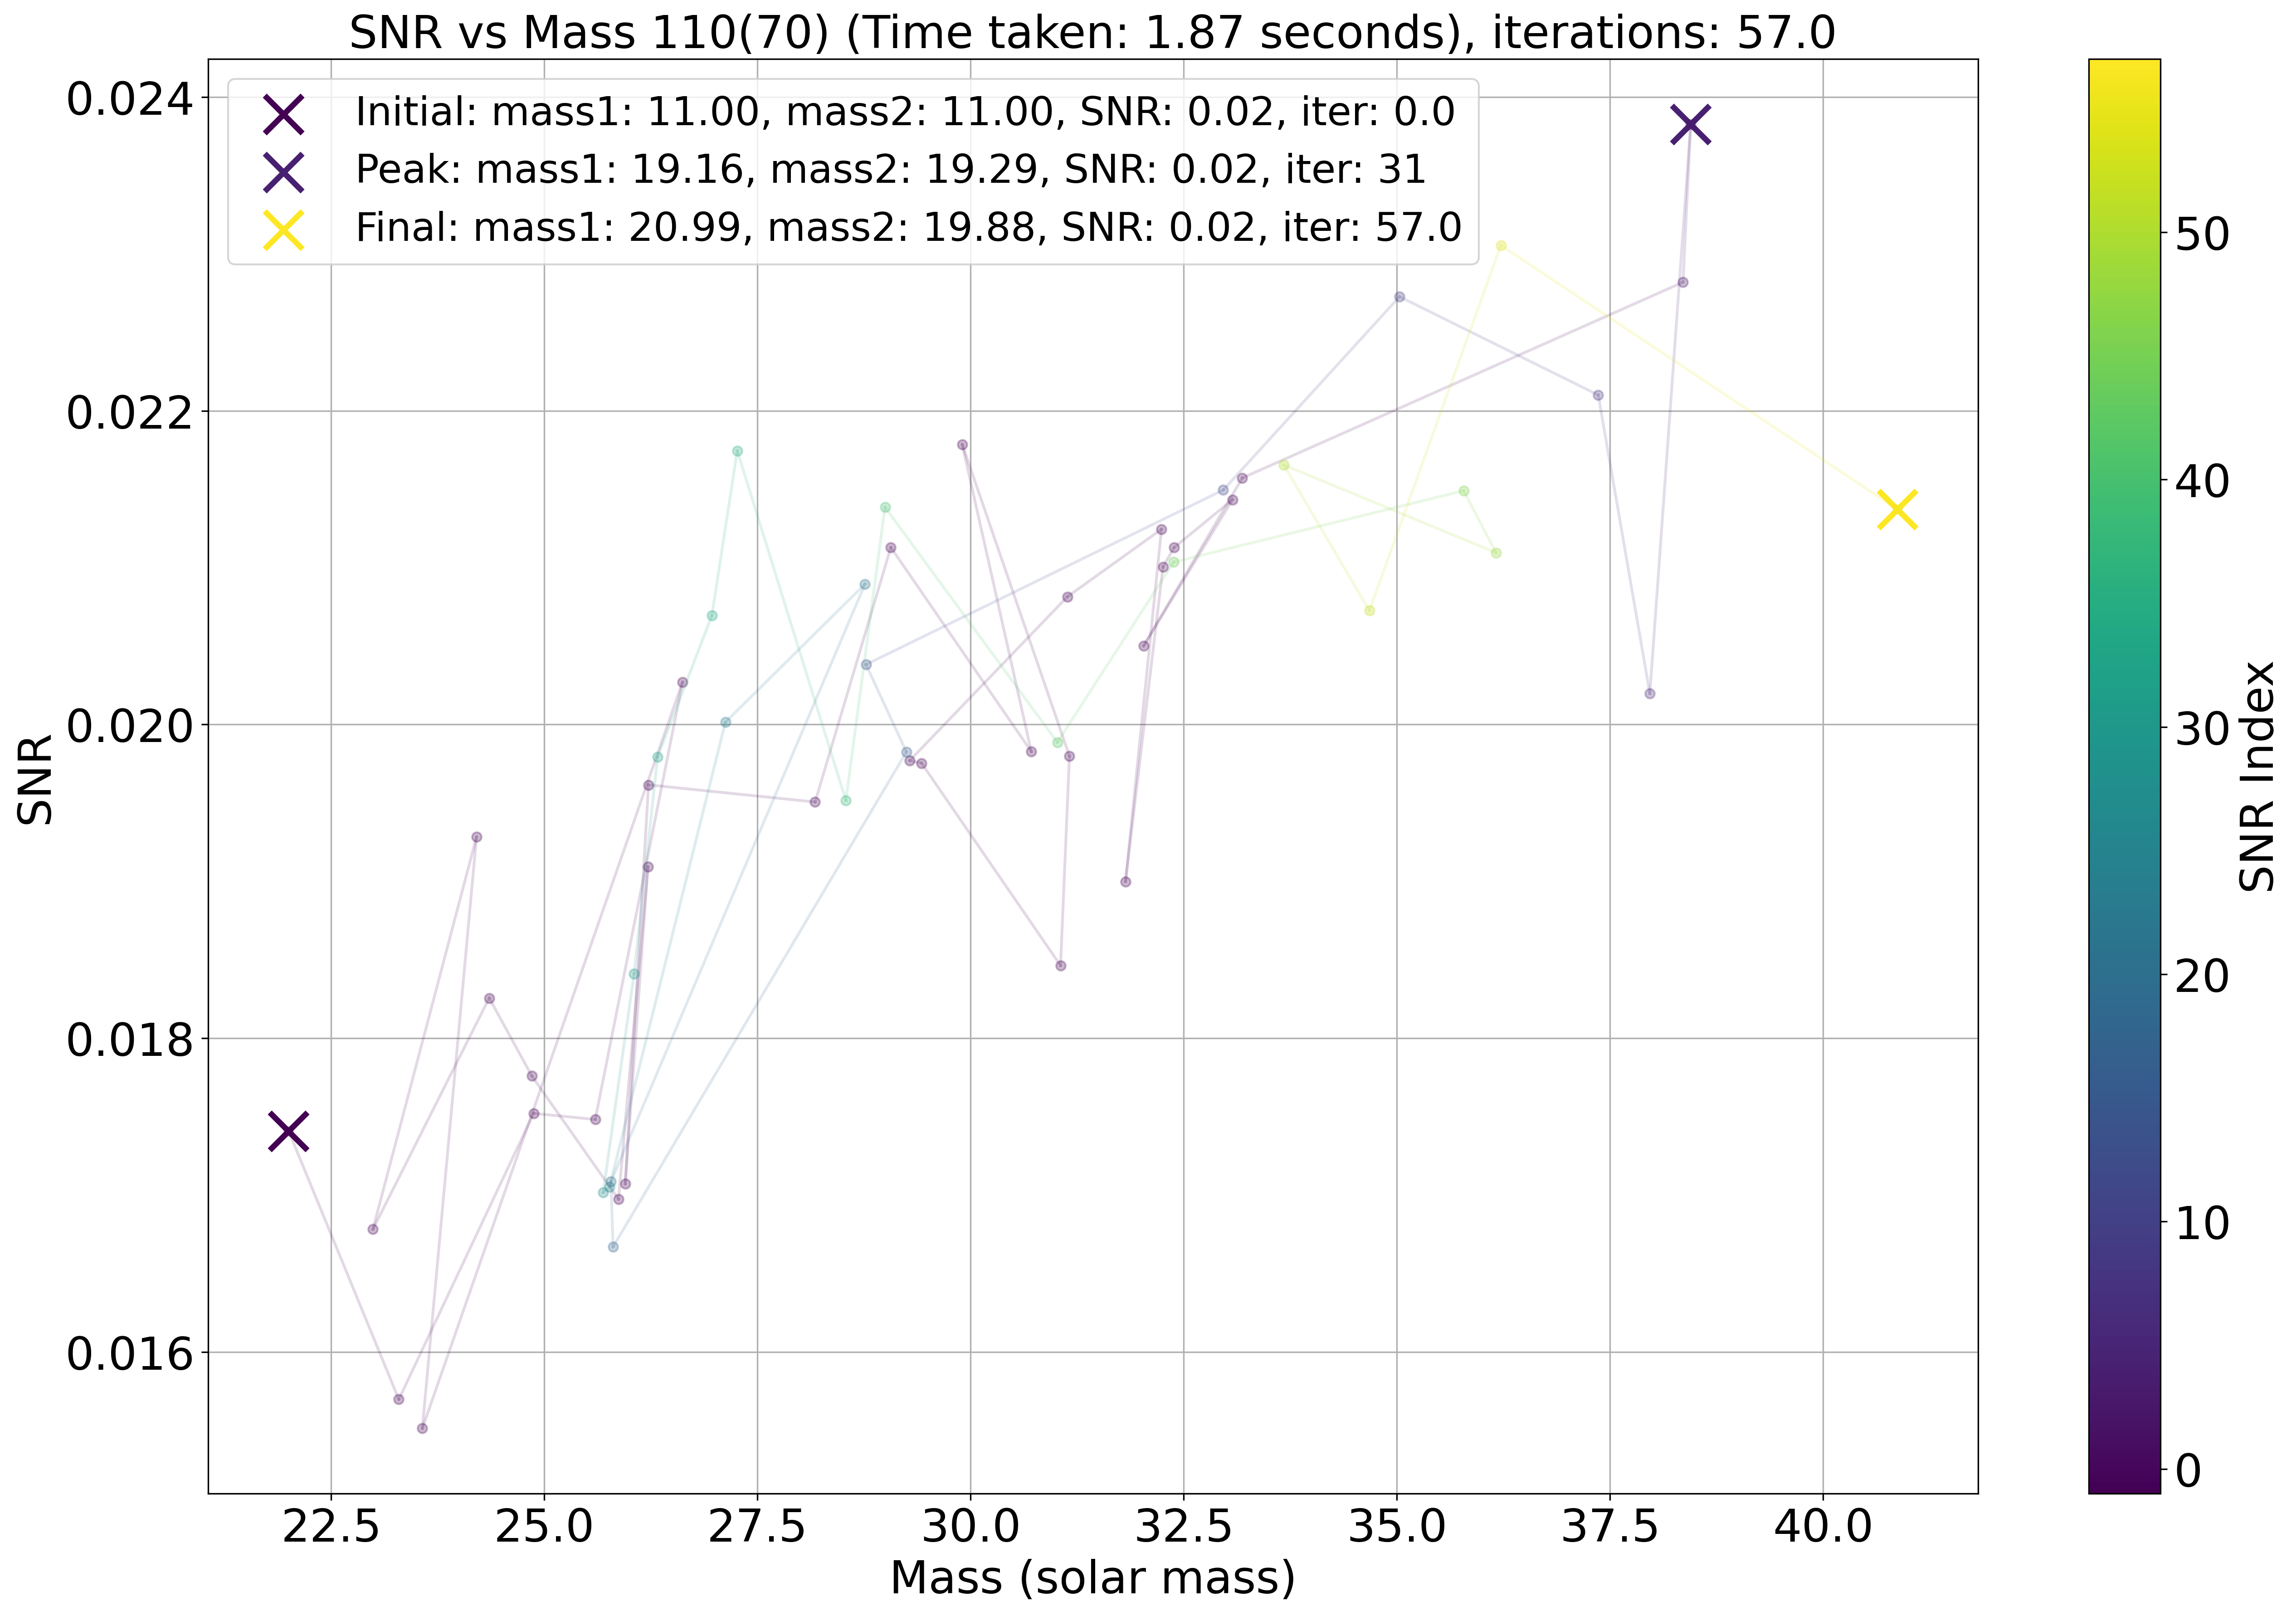 SNR vs Mass 110(70) (Time taken: 1.87 seconds), iterations: 57.0
Initial: mass1: 11.00, mass2: 11.00, SNR: 0.02, iter: 0.0
Peak: mass1: 19.16, mass2: 19.29, SNR: 0.02, iter: 31
Final: mass1: 20.99, mass2: 19.88, SNR: 0.02, iter: 57.0
SNR
0.024
0.022
0.020
0.018
0.016
22.5 25.0 27.5 30.0 32.5 35.0 37.5 40.0
Mass (solar mass)
50
40
30
20
10
0
SNR Index